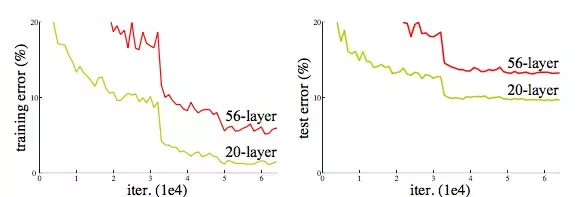 training error (%)
20
10
0
56-layer
20-layer
0 1 2 3 4 5 6
iter. (1e4)
test error (%)
20
10
0
56-layer
20-layer
0 1 2 3 4 5 6
iter. (1e4)